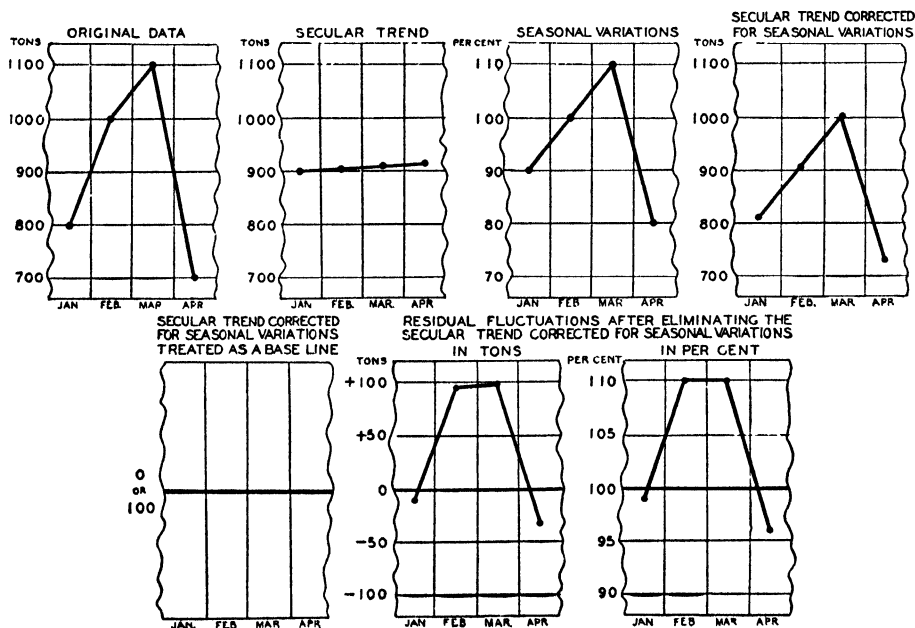 ORIGINAL DATA
TONS
1100
1000
900
800
700
JAN FEB. MAR APR
SECULAR TREND
TONS
1100
1000
900
800
700
JAN FEB. MAR. APR
SEASONAL VARIATIONS
PER CENT
110
100
90
80
70
JAN FEB. MAR APR
SECULAR TREND CORRECTED
FOR SEASONAL VARIATIONS
TONS
1100
1000
900
800
700
JAN FEB. MAR. APR.
SECULAR TREND CORRECTED
FOR SEASONAL VARIATIONS
TREATED AS A BASE LINE
0
OR
100
JAN. FEB MAR APR
RESIDUAL FLUCTUATIONS AFTER ELIMINATING THE
SECULAR TREND CORRECTED FOR SEASONAL VARIATIONS
IN TONS
TONS
+100
+50
0
-50
-100
JAN FEB MAR. APR
IN PER CENT
PER CENT
110
105
100
95
90
JAN FEB MAR APR